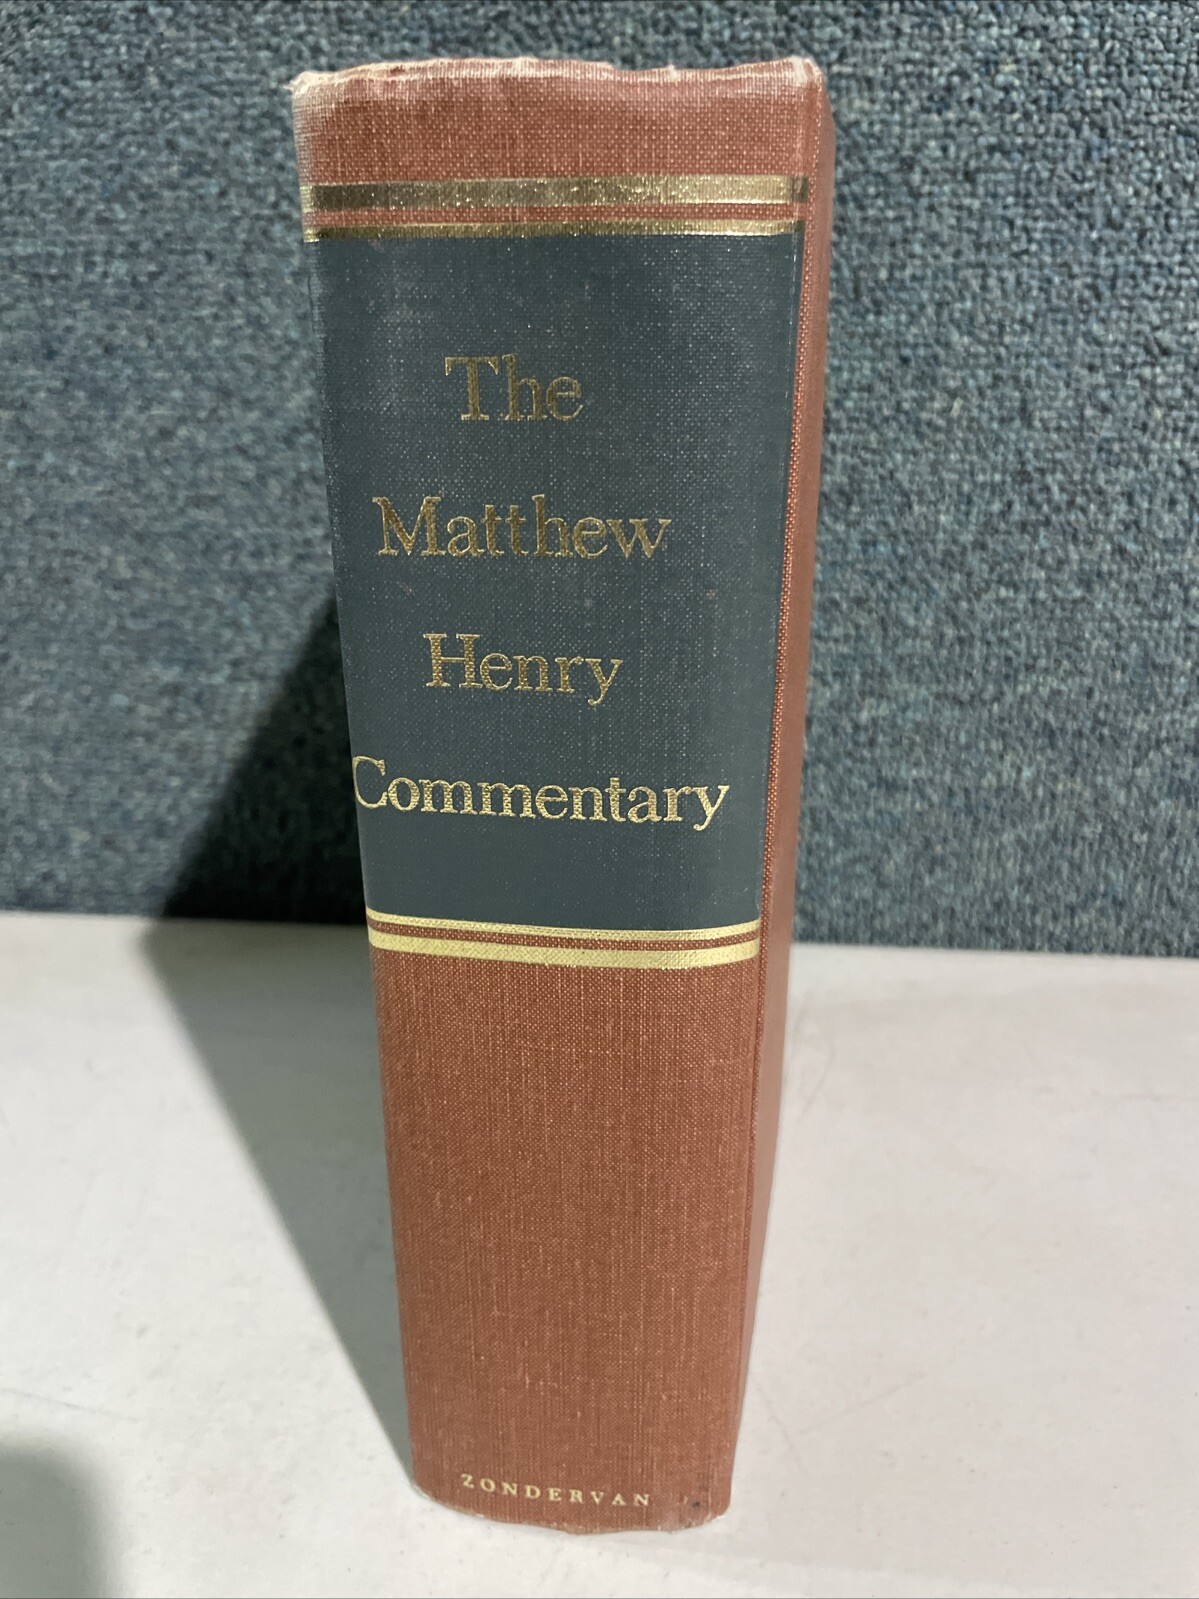 The
Matthew
Henry
Commentary
ZONDERVAN